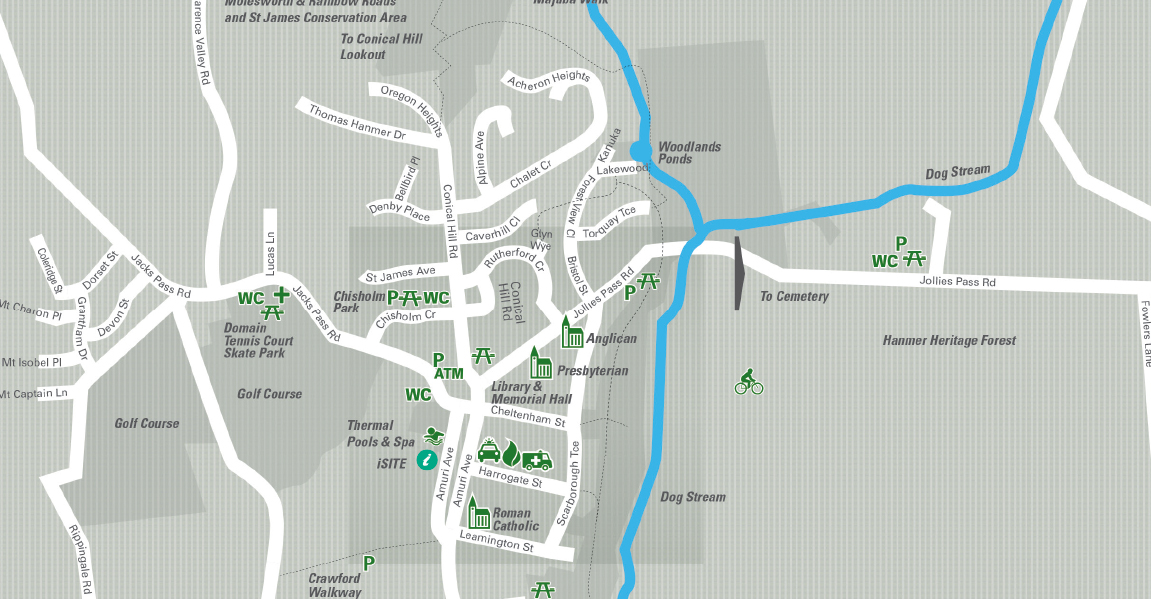 Molesworth & Rainbow Roads
and St James Conservation Area
To Conical Hill
Lookout
Majuba Walk
Clarence Valley Rd
Acheron Heights
Oregon Heights
Thomas Hanmer Dr
Alpine Ave
Kanuka
Woodlands
Ponds
Bellbird Pl
Chalet Cr
Lakewood
Dog Stream
Denby Place
Conical Hill Rd
Forest View Cl
Torquay Tce
Caverhill Cl
Glyn
Wye
Lucas Ln
Coleridge St
Dorset St
Jacks Pass Rd
Rutherford Cr
Bristol St
P
WC
St James Ave
Jollies Pass Rd
P
Jollies Pass Rd
To Cemetery
Mt Charon Pl
Grantham Dr
Devon St
WC
Jacks Pass Rd
Chisholm
Park
P
WC
Chisholm Cr
Conical
Hill Rd
Fowlers Lane
Domain
Tennis Court
Skate Park
Anglican
Hanmer Heritage Forest
Mt Isobel Pl
P
ATM
Presbyterian
Mt Captain Ln
Golf Course
WC
Library &
Memorial Hall
Cheltenham St
Golf Course
Thermal
Pools & Spa
iSITE
i
Amuri Ave
Amuri Ave
Harrogate St
Scarborough Tce
Dog Stream
Roman
Catholic
Leamington St
Rippingale Rd
P
Crawford
Walkway